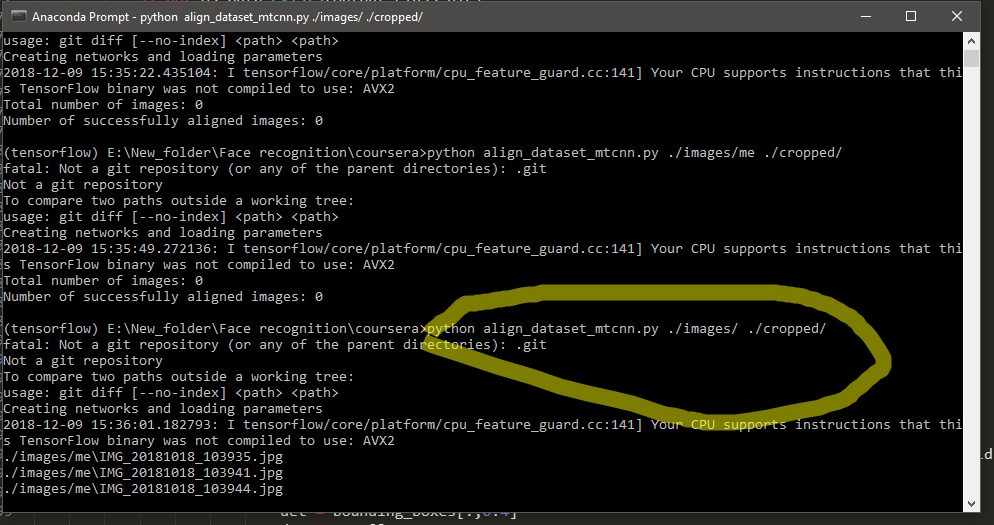 Anaconda Prompt - python  align_dataset_mtcnn.py ./images/ ./cropped/
usage: git diff [--no-index] <path> <path>
Creating networks and loading parameters
2018-12-09 15:35:22.435104: I tensorflow/core/platform/cpu_feature_guard.cc:141] Your CPU supports instructions that thi
s TensorFlow binary was not compiled to use: AVX2
Total number of images: 0
Number of successfully aligned images: 0
(tensorflow) E:\New_folder\Face recognition\coursera>python align_dataset_mtcnn.py ./images/me ./cropped/
fatal: Not a git repository (or any of the parent directories): .git
Not a git repository
To compare two paths outside a working tree:
usage: git diff [--no-index] <path> <path>
Creating networks and loading parameters
2018-12-09 15:35:49.272136: I tensorflow/core/platform/cpu_feature_guard.cc:141] Your CPU supports instructions that thi
s TensorFlow binary was not compiled to use: AVX2
Total number of images: 0
Number of successfully aligned images: 0
(tensorflow) E:\New_folder\Face recognition\coursera>python align_dataset_mtcnn.py ./images/ ./cropped/
fatal: Not a git repository (or any of the parent directories): .git
Not a git repository
To compare two paths outside a working tree:
usage: git diff [--no-index] <path> <path>
Creating networks and loading parameters
2018-12-09 15:36:01.182793: I tensorflow/core/platform/cpu_feature_guard.cc:141] Your CPU supports instructions that thi
s TensorFlow binary was not compiled to use: AVX2
./images/me\IMG_20181018_103935.jpg
./images/me\IMG_20181018_103941.jpg
./images/me\IMG_20181018_103944.jpg